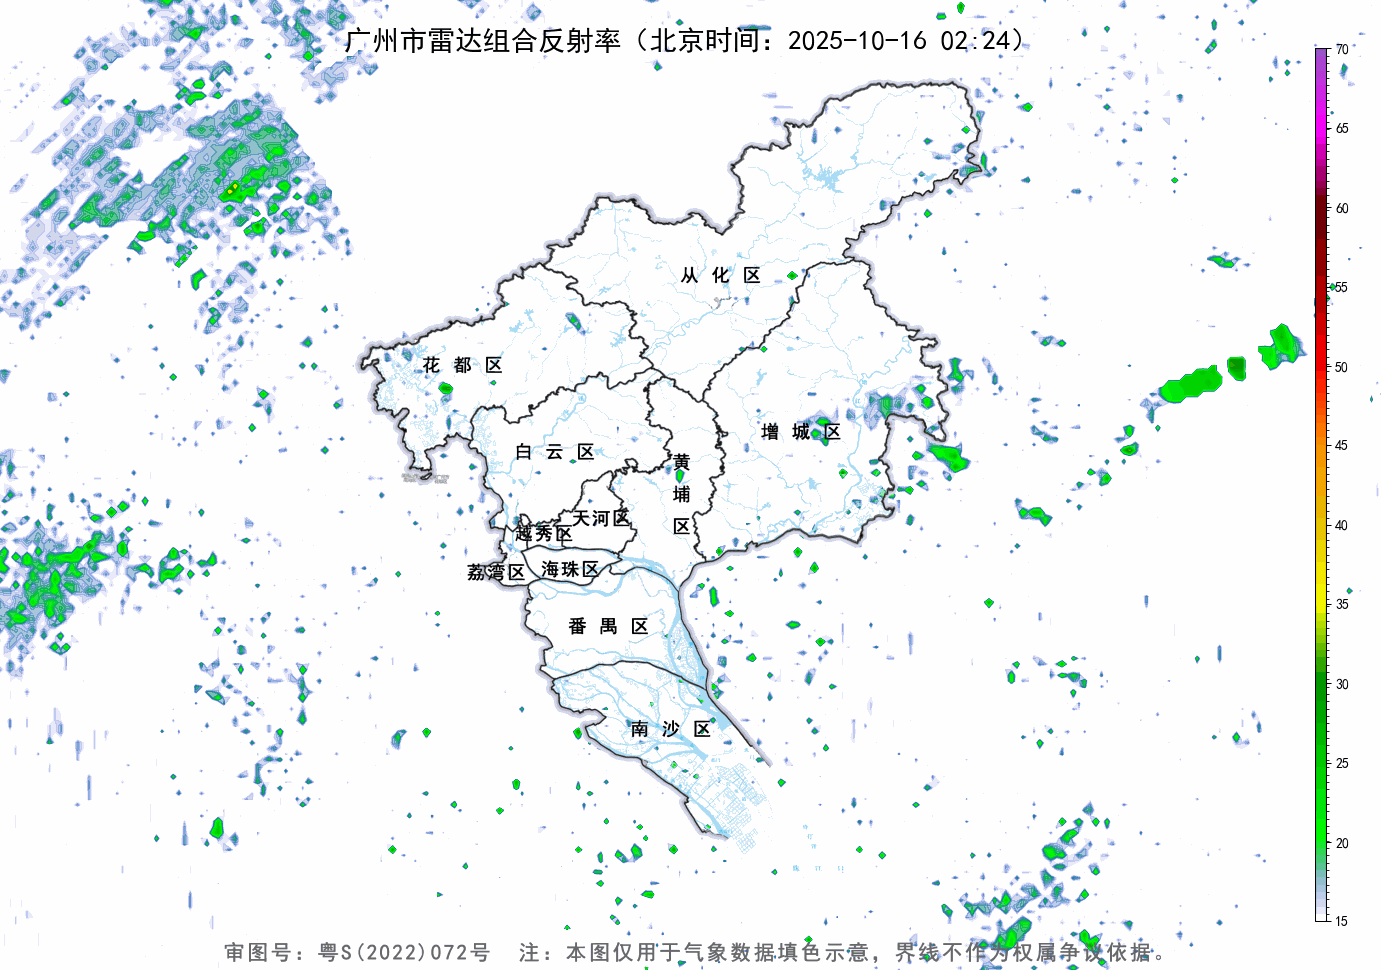 广州市雷达组合反射率（北京时间：2025-10-16 02:24）
70
65
60
55
50
45
40
35
30
25
20
15
从化区
花都区
增城区
白云区
黄埔区
天河区
越秀区
荔湾区
海珠区
番禺区
南沙区
审图号：粤S(2022)072号 注：本图仅用于气象数据填色示意，界线不作为权属争议依据。